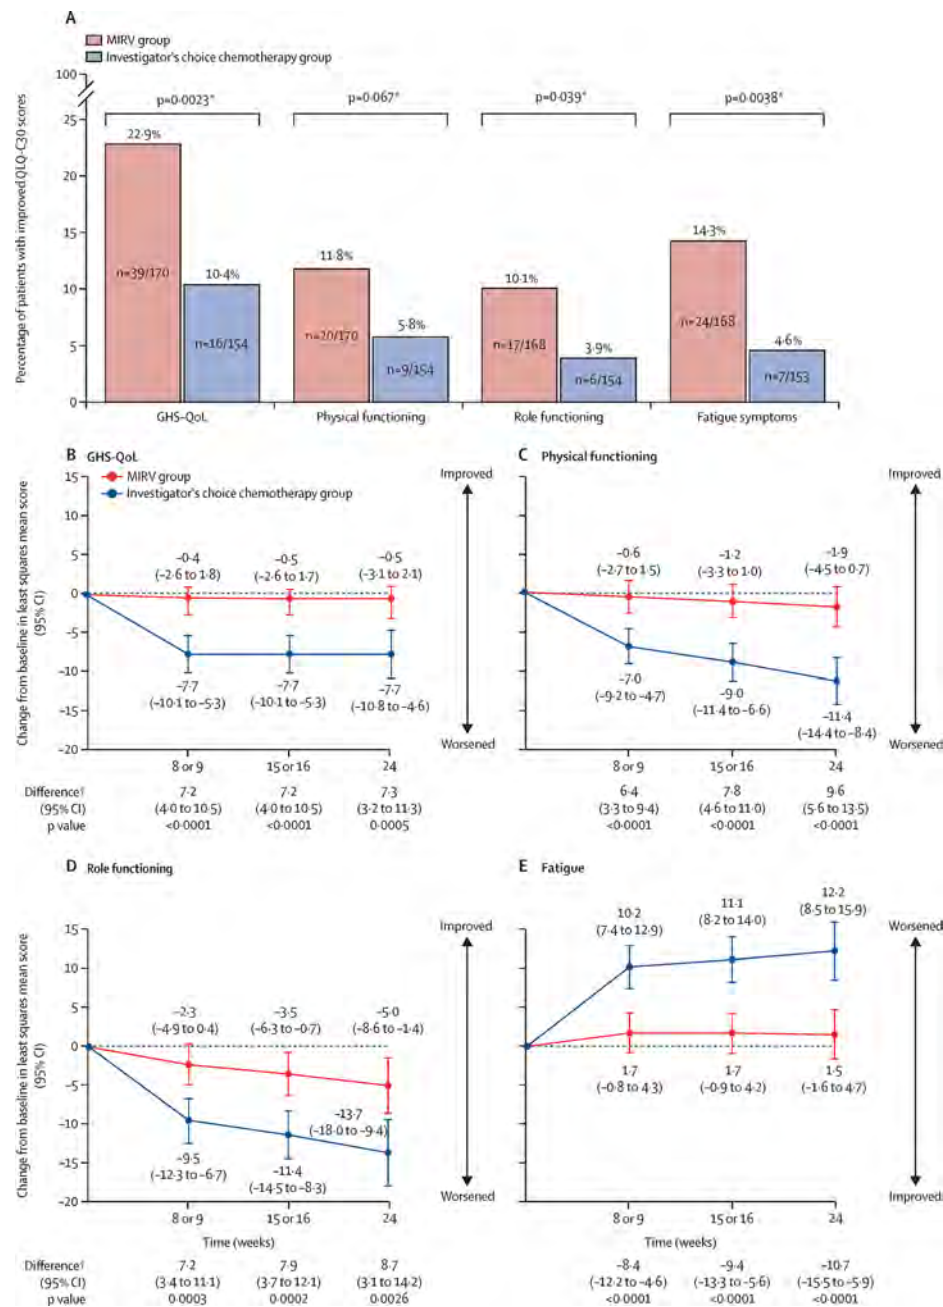 A
MIRV group
Investigator's choice chemotherapy group
Percentage of patients with improved QLQ-C30 scores
100
25
20
15
10
5
0
p=0·0023*
p=0·067*
p=0·039*
p=0·0038*
22·9%
n=39/170
10·4%
n=16/154
11·8%
n=20/170
5·8%
n=9/154
10·1%
n=17/168
3·9%
n=6/154
14·3%
n=24/168
4·6%
n=7/153
GHS-QoL
Physical functioning
Role functioning
Fatigue symptoms
B GHS-QoL
MIRV group
Investigator's choice chemotherapy group
Change from baseline in least squares mean score
(95% CI)
15
10
5
0
−5
−10
−15
−20
−0·4
(−2·6 to 1·8)
−0·5
(−2·6 to 1·7)
−0·5
(−3·1 to 2·1)
−7·7
(−10·1 to −5·3)
−7·7
(−10·1 to −5·3)
−7·7
(−10·8 to −4·6)
Improved
Worsened
8 or 9
15 or 16
24
Difference†
(95% CI)
p value
7·2
(4·0 to 10·5)
<0·0001
7·2
(4·0 to 10·5)
<0·0001
7·3
(3·2 to 11·3)
0·0005
C Physical functioning
−0·6
(−2·7 to 1·5)
−1·2
(−3·3 to 1·0)
−1·9
(−4·5 to 0·7)
−7·0
(−9·2 to −4·7)
−9·0
(−11·4 to −6·6)
−11·4
(−14·4 to −8·4)
Improved
Worsened
8 or 9
15 or 16
24
6·4
(3·3 to 9·4)
<0·0001
7·8
(4·6 to 11·0)
<0·0001
9·6
(5·6 to 13·5)
<0·0001
D Role functioning
Change from baseline in least squares mean score
(95% CI)
15
10
5
0
−5
−10
−15
−20
−2·3
(−4·9 to 0·4)
−3·5
(−6·3 to −0·7)
−5·0
(−8·6 to −1·4)
−9·5
(−12·3 to −6·7)
−11·4
(−14·5 to −8·3)
−13·7
(−18·0 to −9·4)
Improved
Worsened
8 or 9
15 or 16
24
Time (weeks)
Difference†
(95% CI)
p value
7·2
(3·4 to 11·1)
0·0003
7·9
(3·7 to 12·1)
0·0002
8·7
(3·1 to 14·2)
0·0026
E Fatigue
10·2
(7·4 to 12·9)
11·1
(8·2 to 14·0)
12·2
(8·5 to 15·9)
1·7
(−0·8 to 4·3)
1·7
(−0·9 to 4·2)
1·5
(−1·6 to 4·7)
Worsened
Improved
8 or 9
15 or 16
24
Time (weeks)
−8·4
(−12·2 to −4·6)
<0·0001
−9·4
(−13·3 to −5·6)
<0·0001
−10·7
(−15·5 to −5·9)
<0·0001